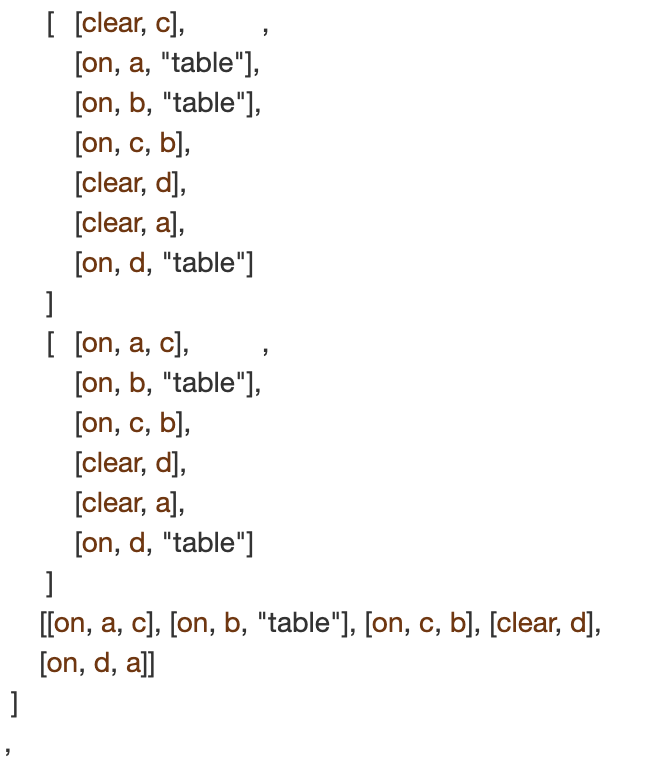 [ [clear, c], ,
[on, a, "table"],
[on, b, "table"],
[on, c, b],
[clear, d],
[clear, a],
[on, d, "table"]
]
[ [on, a, c], ,
[on, b, "table"],
[on, c, b],
[clear, d],
[clear, a],
[on, d, "table"]
]
[[on, a, c], [on, b, "table"], [on, c, b], [clear, d],
[on, d, a]]
]
,